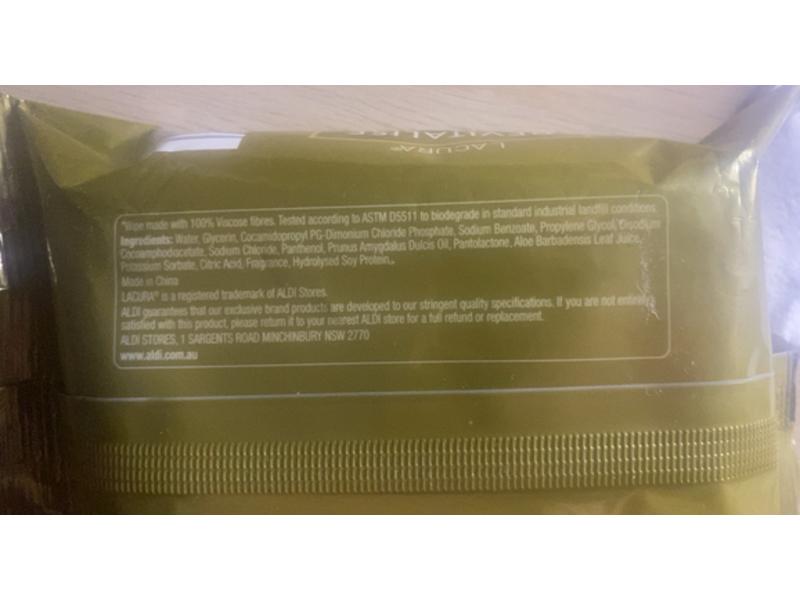 LACURA®
*Wipe made with 100% Viscose fibres. Tested according to ASTM D5511 to biodegrade in standard industrial landfill conditions
Ingredients: Water, Glycerin, Cocamidopropyl PG-Dimonium Chloride Phosphate, Sodium Benzoate, Propylene Glycol, Disodium
Cocoamphodiacetate, Sodium Chloride, Panthenol, Prunus Amygdalus Dulcis Oil, Pantolactone, Aloe Barbadensis Leaf Juice,
Potassium Sorbate, Citric Acid, Fragrance, Hydrolysed Soy Protein.
Made in China
LACURA® is a registered trademark of ALDI Stores.
ALDI guarantees that our exclusive brand products are developed to our stringent quality specifications. If you are not entirely
satisfied with this product, please return it to your nearest ALDI store for a full refund or replacement.
ALDI STORES, 1 SARGENTS ROAD MINCHINBURY NSW 2770
www.aldi.com.au